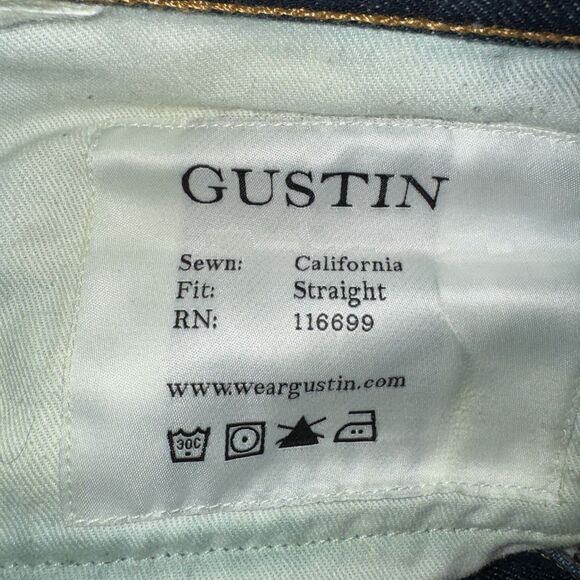 GUSTIN
Sewn: California
Fit: Straight
RN: 116699
www.weargustin.com
30C